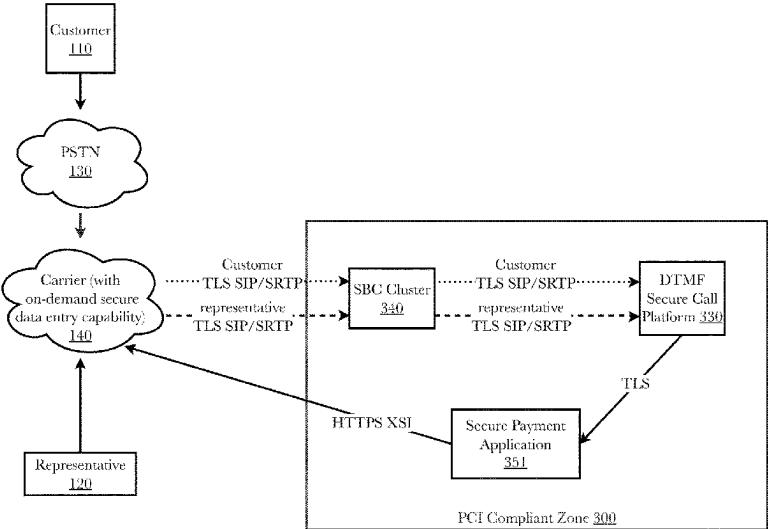 Customer
110
PSTN
130
Carrier (with
on-demand secure
data entry capability)
140
Customer
TLS SIP/SRTP
representative
TLS SIP/SRTP
SBC Cluster
340
Customer
TLS SIP/SRTP
representative
TLS SIP/SRTP
DTMF
Secure Call
Platform 330
TLS
HTTPS XSI
Secure Payment
Application
351
Representative
120
PCI Compliant Zone 300